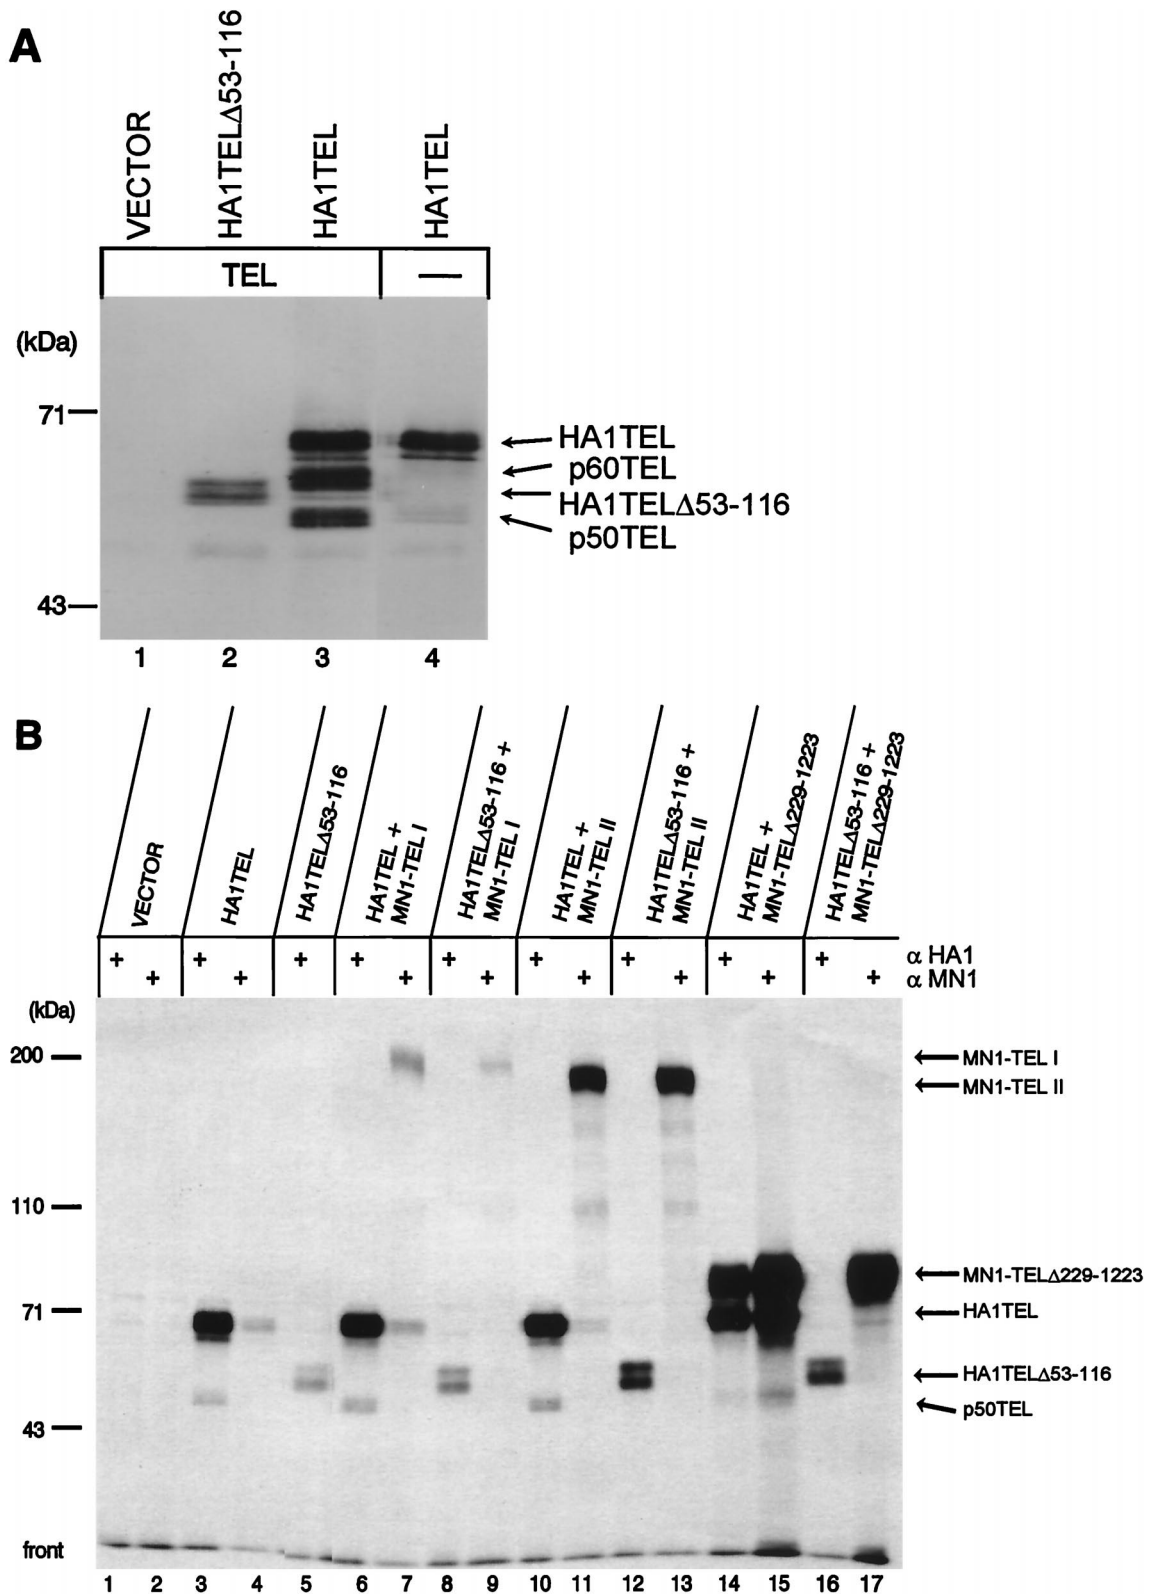 A
VECTOR
HA1TELΔ53-116
HA1TEL
HA1TEL
TEL
—
(kDa)
71
43
HA1TEL
p60TEL
HA1TELΔ53-116
p50TEL
1 2 3 4
B
VECTOR
HA1TEL
HA1TELΔ53-116
HA1TEL +
MN1-TEL I
HA1TELΔ53-116 +
MN1-TEL I
HA1TEL +
MN1-TEL II
HA1TELΔ53-116 +
MN1-TEL II
HA1TEL +
MN1-TELΔ229-1223
HA1TELΔ53-116 +
MN1-TELΔ229-1223
+ + + + + + + + + α HA1
+ + + + + + + + α MN1
(kDa)
200
110
71
43
front
MN1-TEL I
MN1-TEL II
MN1-TELΔ229-1223
HA1TEL
HA1TELΔ53-116
p50TEL
1 2 3 4 5 6 7 8 9 10 11 12 13 14 15 16 17